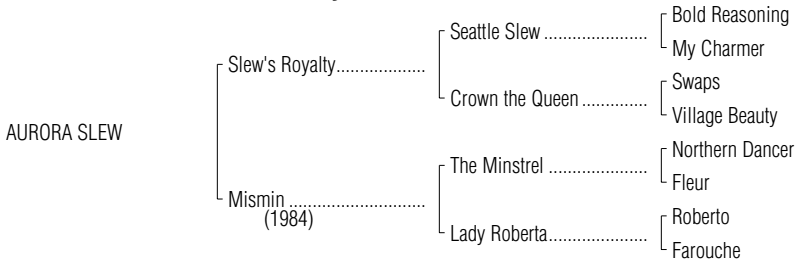 Bold Reasoning
Seattle Slew ......................
My Charmer
Slew's Royalty...................
Swaps
Crown the Queen ..............
Village Beauty
AURORA SLEW
Northern Dancer
The Minstrel .....................
Fleur
Mismin .............................
(1984)
Roberto
Lady Roberta.....................
Farouche